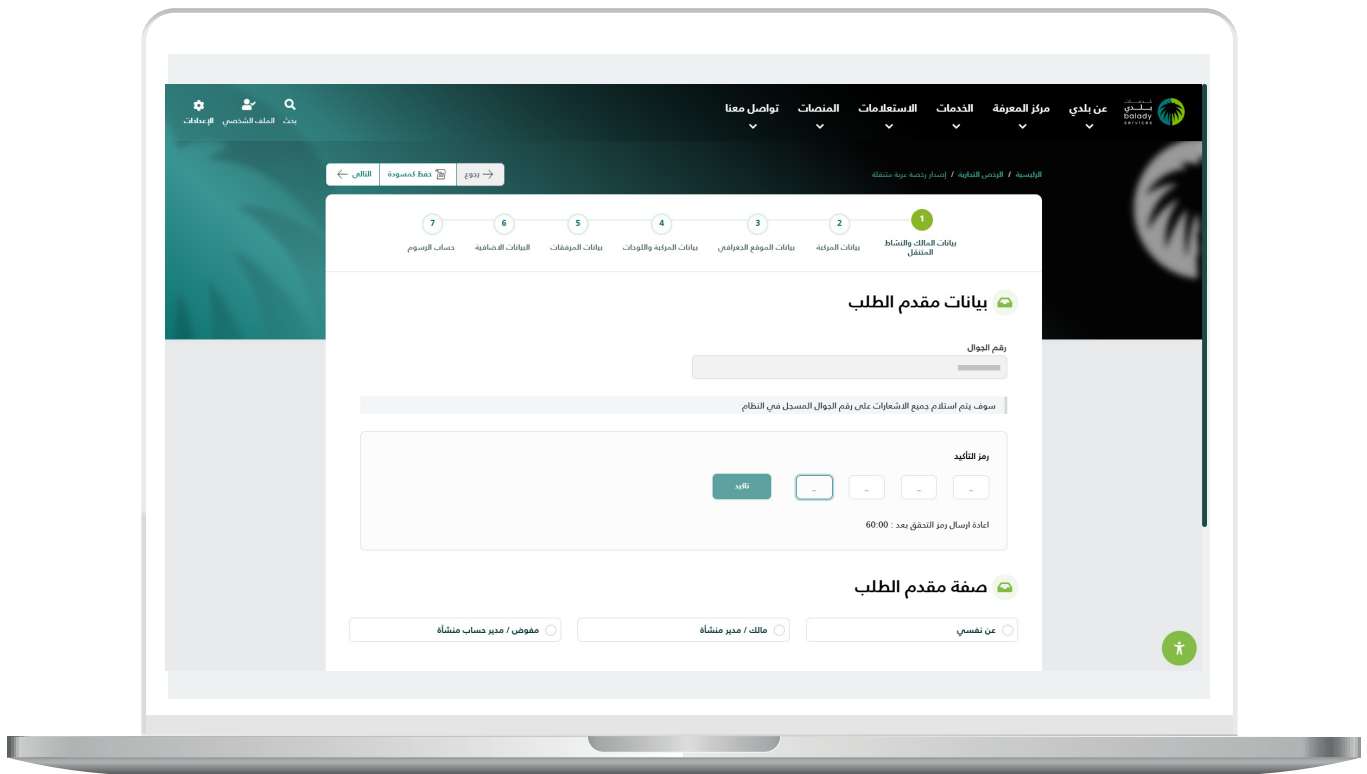 خدمات
بلدي
balady
services
عن بلدي
مركز المعرفة
الخدمات
الاستعلامات
المنصات
تواصل معنا
بحث
الملف الشخصي
الإعدادات
الرئيسية / الرخص التجارية / إصدار رخصة عربة متنقلة
رجوع
حفظ كمسودة
التالي
1
بيانات المالك والنشاط
المتنقل
2
بيانات المركبة
3
بيانات الموقع الجغرافي
4
بيانات المركبة واللوحات
5
بيانات المرفقات
6
البيانات الاضافية
7
حساب الرسوم
بيانات مقدم الطلب
رقم الجوال
سوف يتم استلام جميع الاشعارات على رقم الجوال المسجل في النظام
رمز التأكيد
تاكيد
اعادة ارسال رمز التحقق بعد : 60:00
صفة مقدم الطلب
عن نفسي
مالك / مدير منشأة
مفوض / مدير حساب منشأة